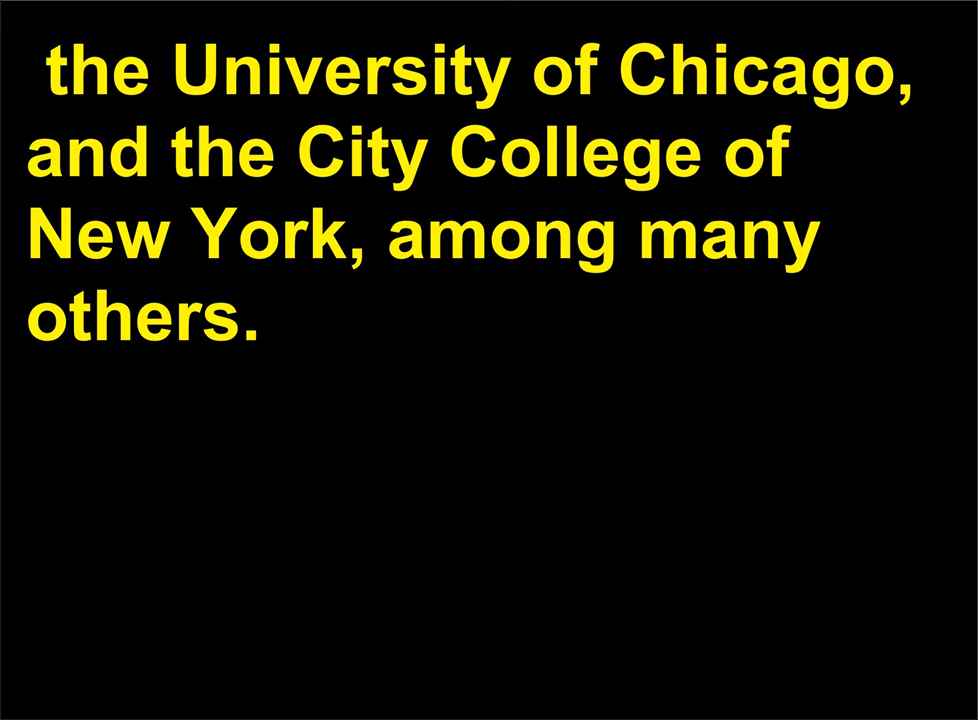 the University of Chicago,
and the City College of
New York, among many
others.